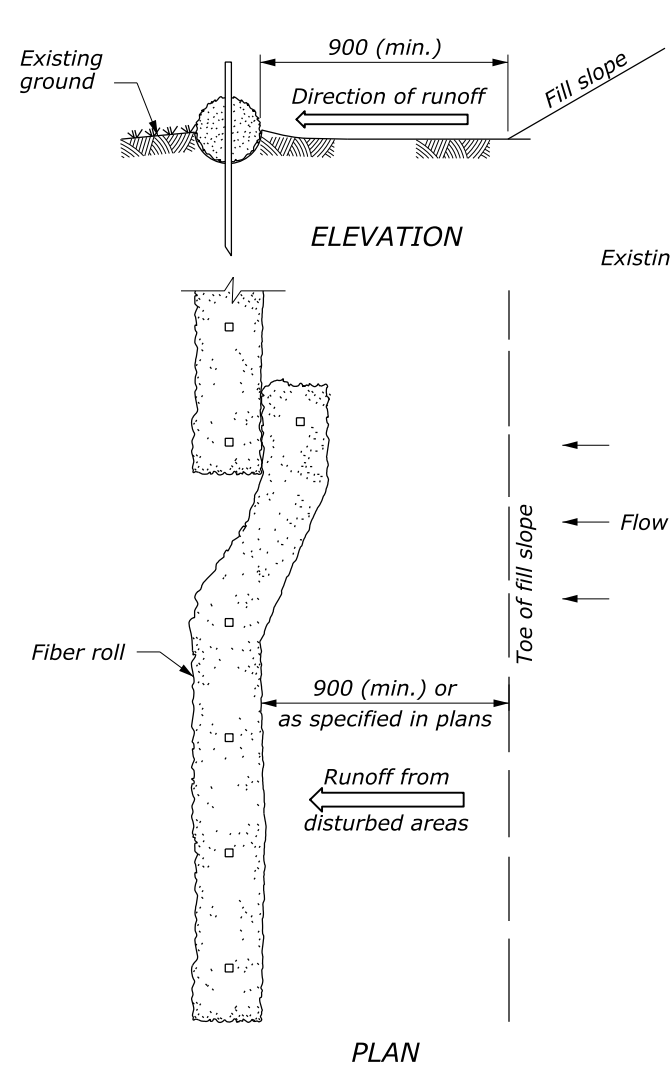 900 (min.)
Existing
ground
Fill slope
Direction of runoff
ELEVATION
Existin
Flow
Toe of fill slope
Fiber roll
900 (min.) or
as specified in plans
Runoff from
disturbed areas
PLAN